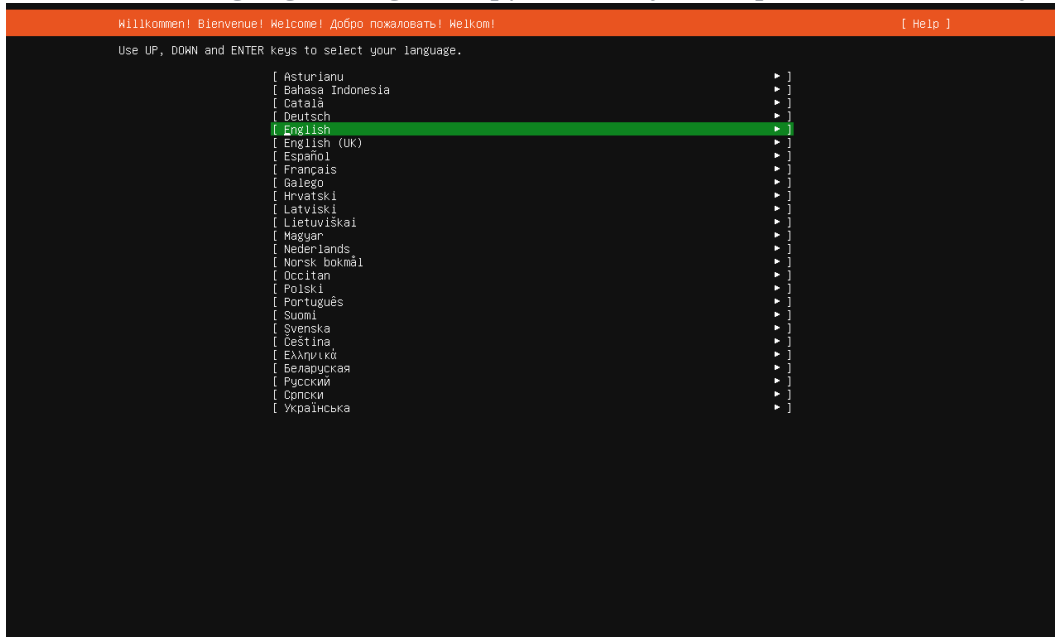 Willkommen! Bienvenue! Welcome! Добро пожаловать! Welkom! [ Help ]
Use UP, DOWN and ENTER keys to select your language.
[ Asturianu ► ]
[ Bahasa Indonesia ► ]
[ Català ► ]
[ Deutsch ► ]
[ English ► ]
[ English (UK) ► ]
[ Español ► ]
[ Français ► ]
[ Galego ► ]
[ Hrvatski ► ]
[ Latviski ► ]
[ Lietuviškai ► ]
[ Magyar ► ]
[ Nederlands ► ]
[ Norsk bokmål ► ]
[ Occitan ► ]
[ Polski ► ]
[ Português ► ]
[ Suomi ► ]
[ Svenska ► ]
[ Čeština ► ]
[ Ελληνικά ► ]
[ Беларуская ► ]
[ Русский ► ]
[ Српски ► ]
[ Українська ► ]